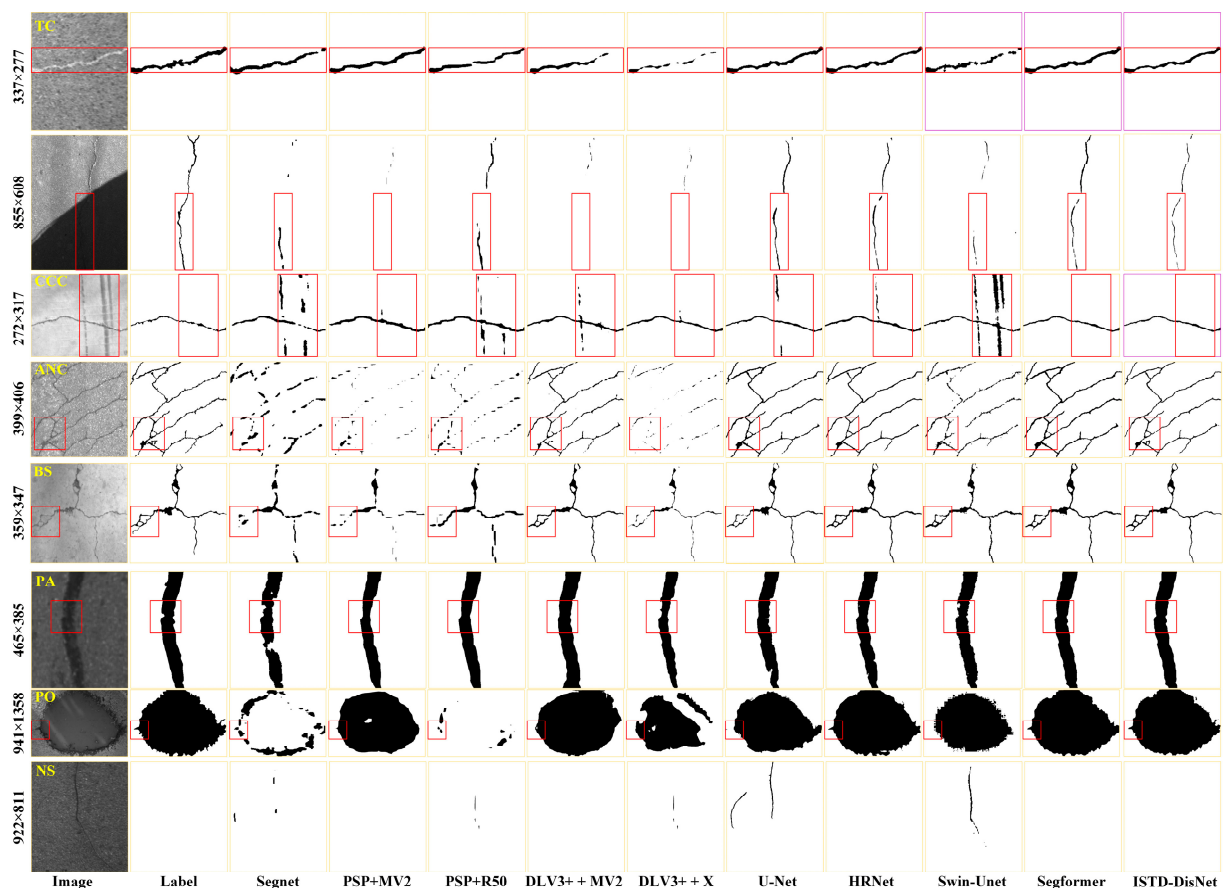 TC
337×277
855×608
CCC
272×317
ANC
399×406
BS
359×347
PA
465×385
PO
941×1358
NS
922×811
Image Label Segnet PSP+MV2 PSP+R50 DLV3+ + MV2 DLV3+ + X U-Net HRNet Swin-Unet Segformer ISTD-DisNet